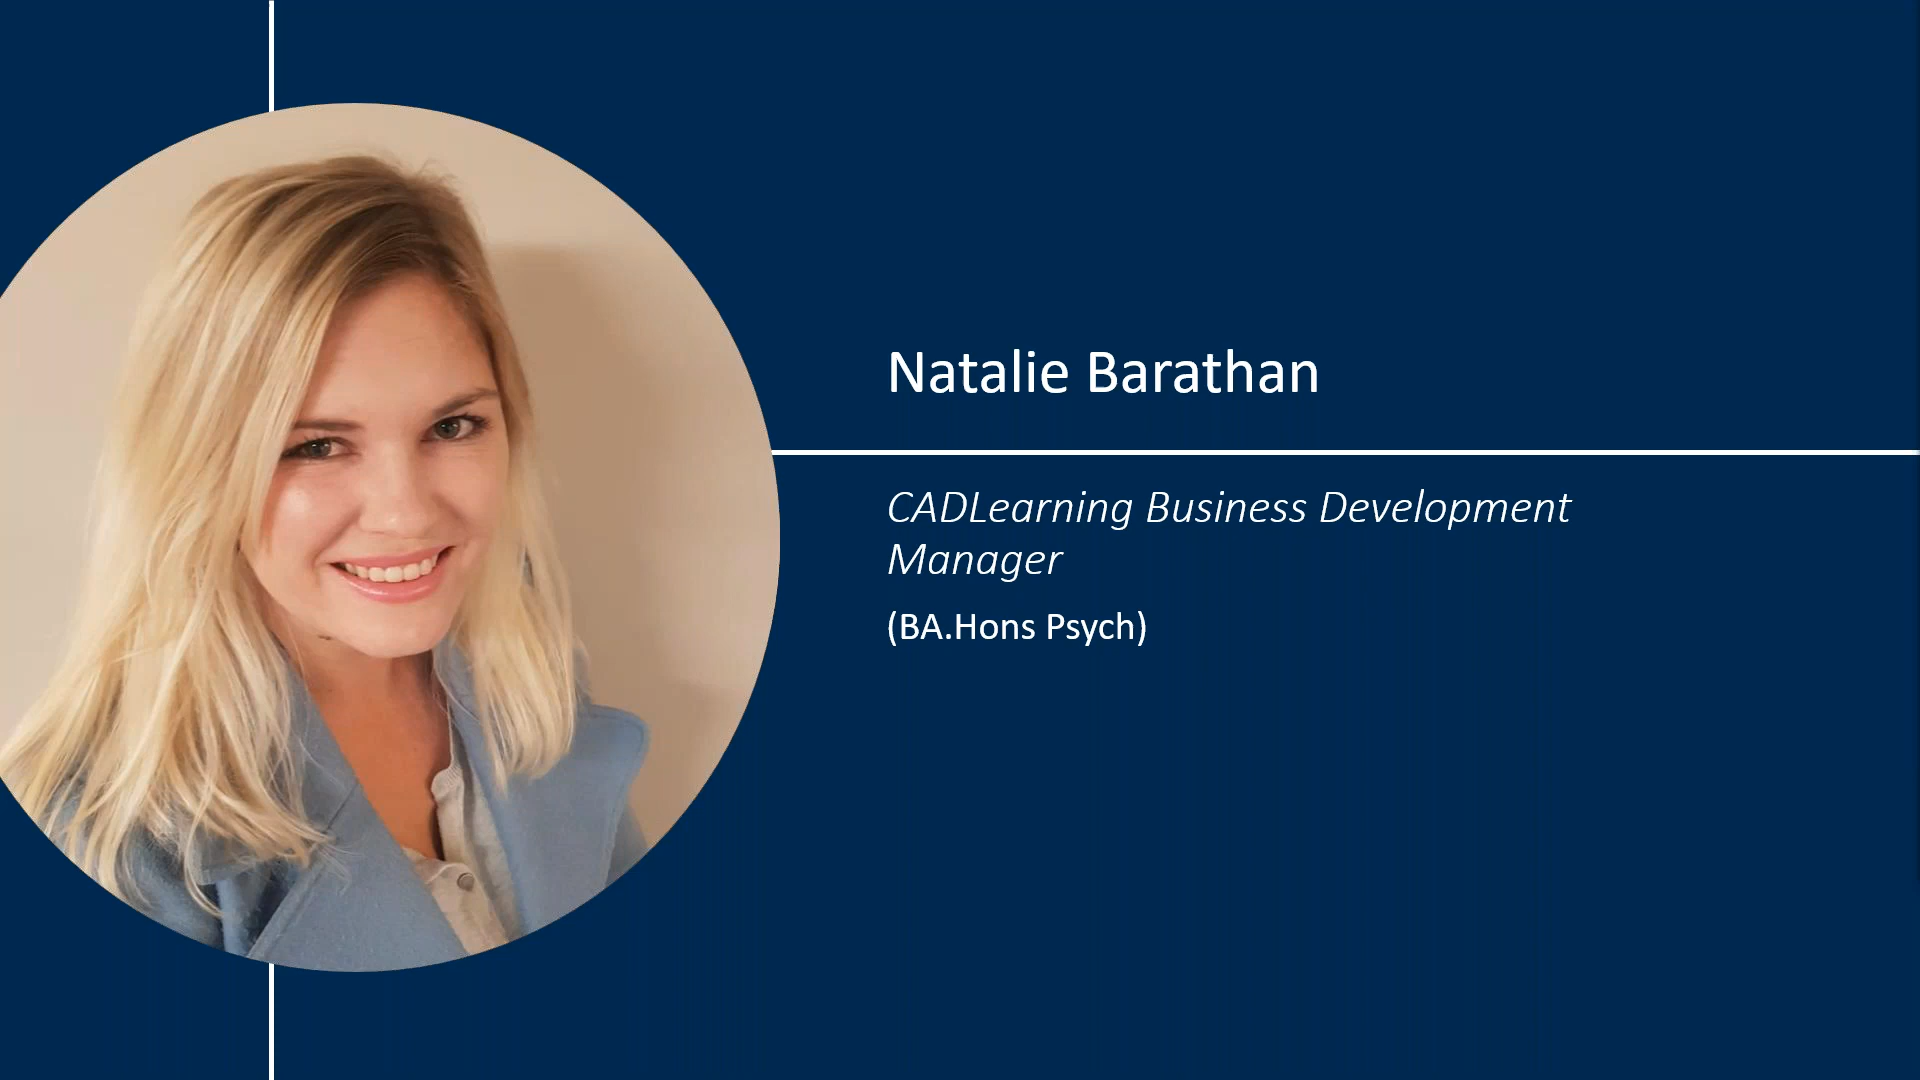 Natalie Barathan
CADLearning Business Development
Manager
(BA.Hons Psych)